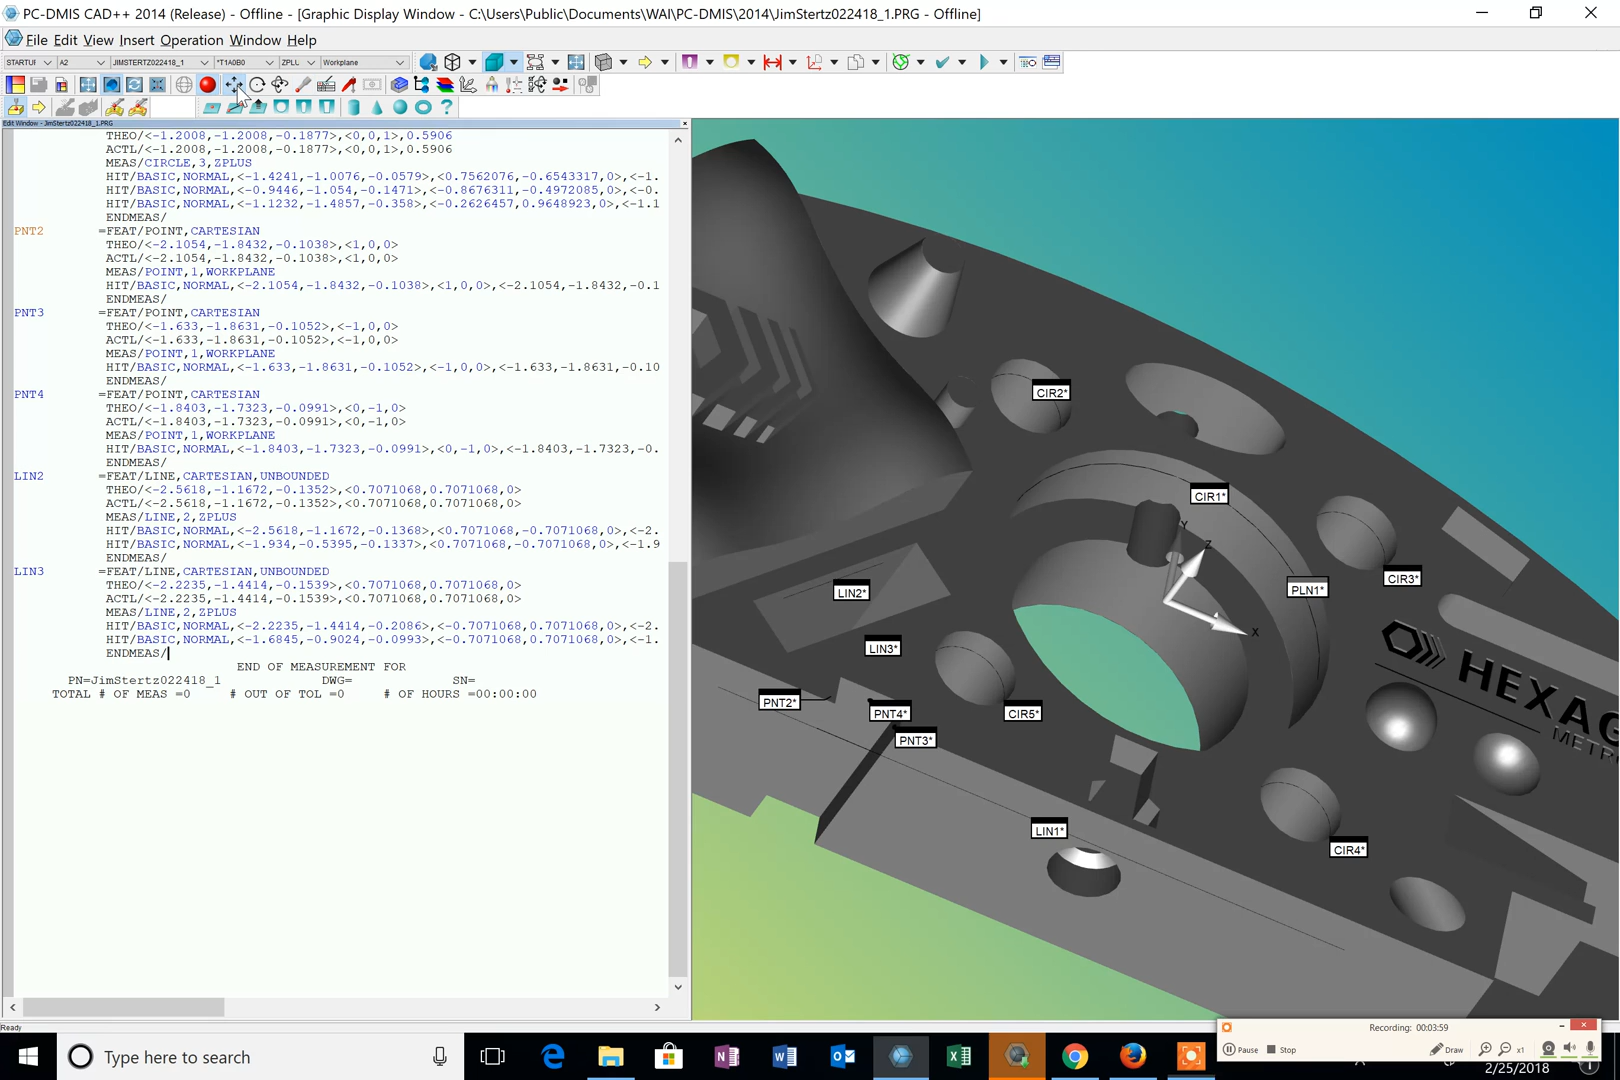 PC-DMIS CAD++ 2014 (Release) - Offline - [Graphic Display Window - C:\Users\Public\Documents\WAI\PC-DMIS\2014\JimStertz022418_1.PRG - Offline]
File Edit View Insert Operation Window Help
STARTUP A2 JIMSTERTZ022418_1 *T1A0B0 ZPLU Workplane
Edit Window - JimStertz022418_1.PRG
THEO/<-1.2008,-1.2008,-0.1877>,<0,0,1>,0.5906
ACTL/<-1.2008,-1.2008,-0.1877>,<0,0,1>,0.5906
MEAS/CIRCLE,3,ZPLUS
HIT/BASIC,NORMAL,<-1.4241,-1.0076,-0.0579>,<0.7562076,-0.6543317,0>,<-1.
HIT/BASIC,NORMAL,<-0.9446,-1.054,-0.1471>,<-0.8676311,-0.4972085,0>,<-0.
HIT/BASIC,NORMAL,<-1.1232,-1.4857,-0.358>,<-0.2626457,0.9648923,0>,<-1.1
ENDMEAS/
PNT2 =FEAT/POINT,CARTESIAN
THEO/<-2.1054,-1.8432,-0.1038>,<1,0,0>
ACTL/<-2.1054,-1.8432,-0.1038>,<1,0,0>
MEAS/POINT,1,WORKPLANE
HIT/BASIC,NORMAL,<-2.1054,-1.8432,-0.1038>,<1,0,0>,<-2.1054,-1.8432,-0.1
ENDMEAS/
PNT3 =FEAT/POINT,CARTESIAN
THEO/<-1.633,-1.8631,-0.1052>,<-1,0,0>
ACTL/<-1.633,-1.8631,-0.1052>,<-1,0,0>
MEAS/POINT,1,WORKPLANE
HIT/BASIC,NORMAL,<-1.633,-1.8631,-0.1052>,<-1,0,0>,<-1.633,-1.8631,-0.10
ENDMEAS/
PNT4 =FEAT/POINT,CARTESIAN
THEO/<-1.8403,-1.7323,-0.0991>,<0,-1,0>
ACTL/<-1.8403,-1.7323,-0.0991>,<0,-1,0>
MEAS/POINT,1,WORKPLANE
HIT/BASIC,NORMAL,<-1.8403,-1.7323,-0.0991>,<0,-1,0>,<-1.8403,-1.7323,-0.
ENDMEAS/
LIN2 =FEAT/LINE,CARTESIAN,UNBOUNDED
THEO/<-2.5618,-1.1672,-0.1352>,<0.7071068,0.7071068,0>
ACTL/<-2.5618,-1.1672,-0.1352>,<0.7071068,0.7071068,0>
MEAS/LINE,2,ZPLUS
HIT/BASIC,NORMAL,<-2.5618,-1.1672,-0.1368>,<0.7071068,-0.7071068,0>,<-2.
HIT/BASIC,NORMAL,<-1.934,-0.5395,-0.1337>,<0.7071068,-0.7071068,0>,<-1.9
ENDMEAS/
LIN3 =FEAT/LINE,CARTESIAN,UNBOUNDED
THEO/<-2.2235,-1.4414,-0.1539>,<0.7071068,0.7071068,0>
ACTL/<-2.2235,-1.4414,-0.1539>,<0.7071068,0.7071068,0>
MEAS/LINE,2,ZPLUS
HIT/BASIC,NORMAL,<-2.2235,-1.4414,-0.2086>,<-0.7071068,0.7071068,0>,<-2.
HIT/BASIC,NORMAL,<-1.6845,-0.9024,-0.0993>,<-0.7071068,0.7071068,0>,<-1.
ENDMEAS/
END OF MEASUREMENT FOR
PN=JimStertz022418_1 DWG= SN=
TOTAL # OF MEAS =0 # OUT OF TOL =0 # OF HOURS =00:00:00
CIR2*
CIR1*
Y
Z
CIR3*
PLN1*
LIN2*
X
LIN3*
HEXAG
METR
PNT2*
PNT4*
CIR5*
PNT3*
LIN1*
CIR4*
Ready
Recording: 00:03:59
Pause Stop Draw x1
Type here to search
2/25/2018